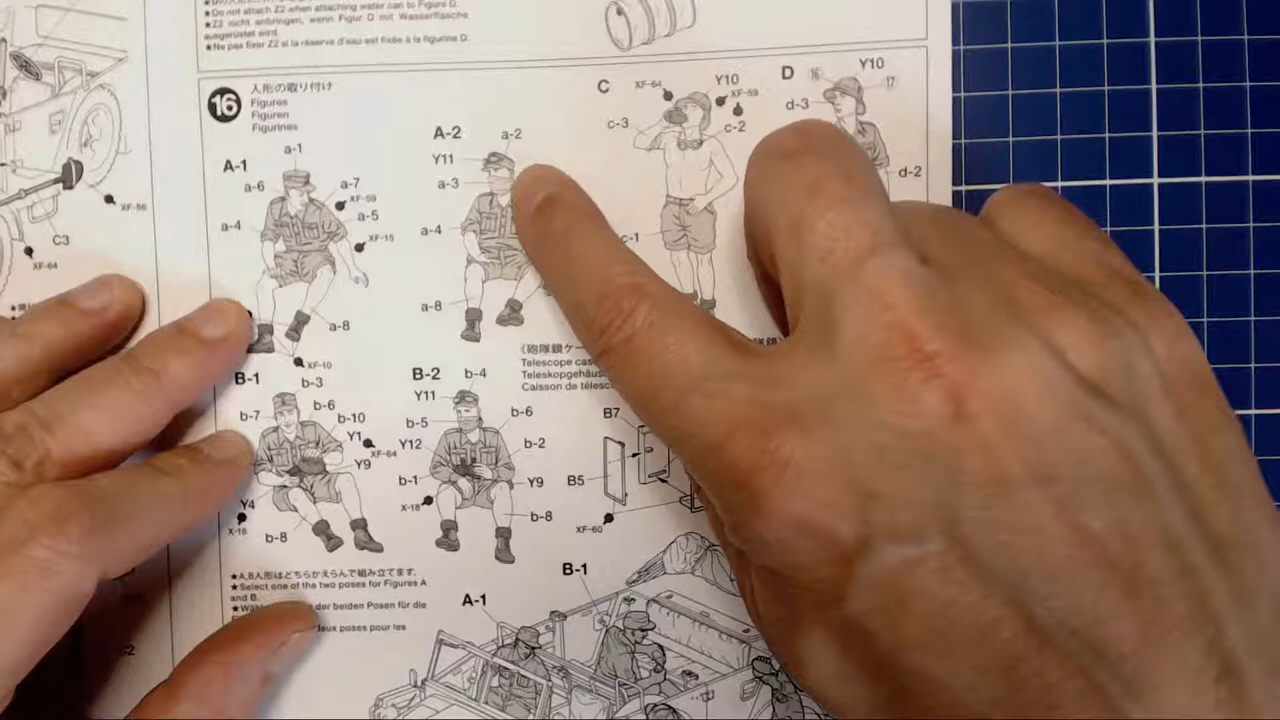 ★Do not attach Z2 when attaching water can to Figure D.
★Z2 nicht anbringen, wenn Figur D mit Wasserflasche
ausgerüstet wird.
★Ne pas fixer Z2 si la réserve d'eau est fixée à la figurine D.
16
人形の取り付け
Figures
Figuren
Figurines
A-1
a-1
a-6
a-7
XF-59
a-5
a-4
XF-15
a-8
XF-10
A-2
a-2
Y11
a-3
a-4
a-8
C
XF-64
Y10
XF-59
c-3
c-2
c-1
D
16
Y10
17
d-3
d-2
XF-56
C3
XF-64
B-1
b-3
b-7
b-6
b-10
Y1
XF-64
Y9
Y4
X-18
b-8
B-2
b-4
Y11
b-5
b-6
Y12
b-2
b-1
Y9
X-18
b-8
《砲隊鏡ケー
Telescope cas
Teleskopgehäus
Caisson de télesc
B7
B5
XF-60
★A,B人形はどちらかえらんで組み立てます。
★Select one of the two poses for Figures A
and B.
★Wäh der beiden Posen für die
deux poses pour les
A-1
B-1